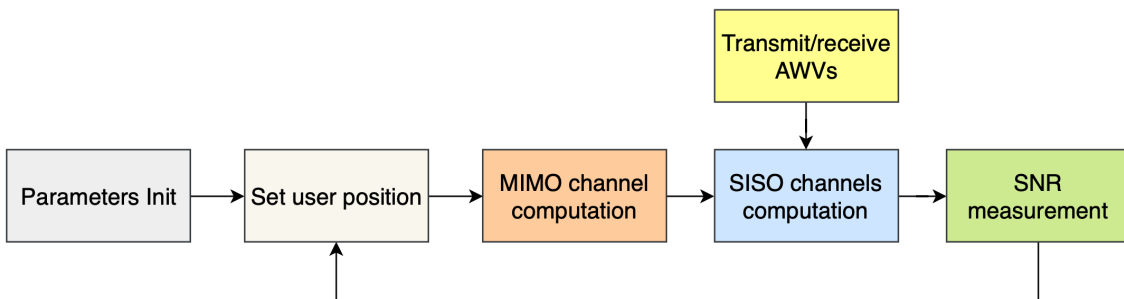 Transmit/receive
AWVs
Parameters Init
Set user position
MIMO channel
computation
SISO channels
computation
SNR
measurement